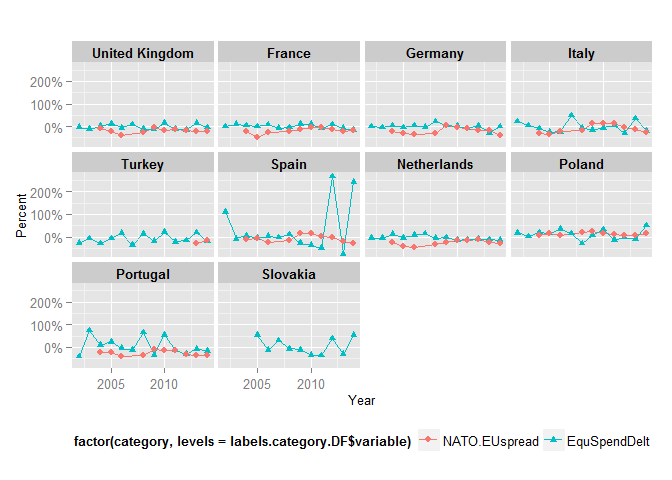 United Kingdom France Germany Italy
200%
100%
0%
Turkey Spain Netherlands Poland
200%
100%
0%
Percent
Portugal Slovakia
200%
100%
0%
2005 2010 2005 2010
Year
factor(category, levels = labels.category.DF$variable) NATO.EUspread EquSpendDelt